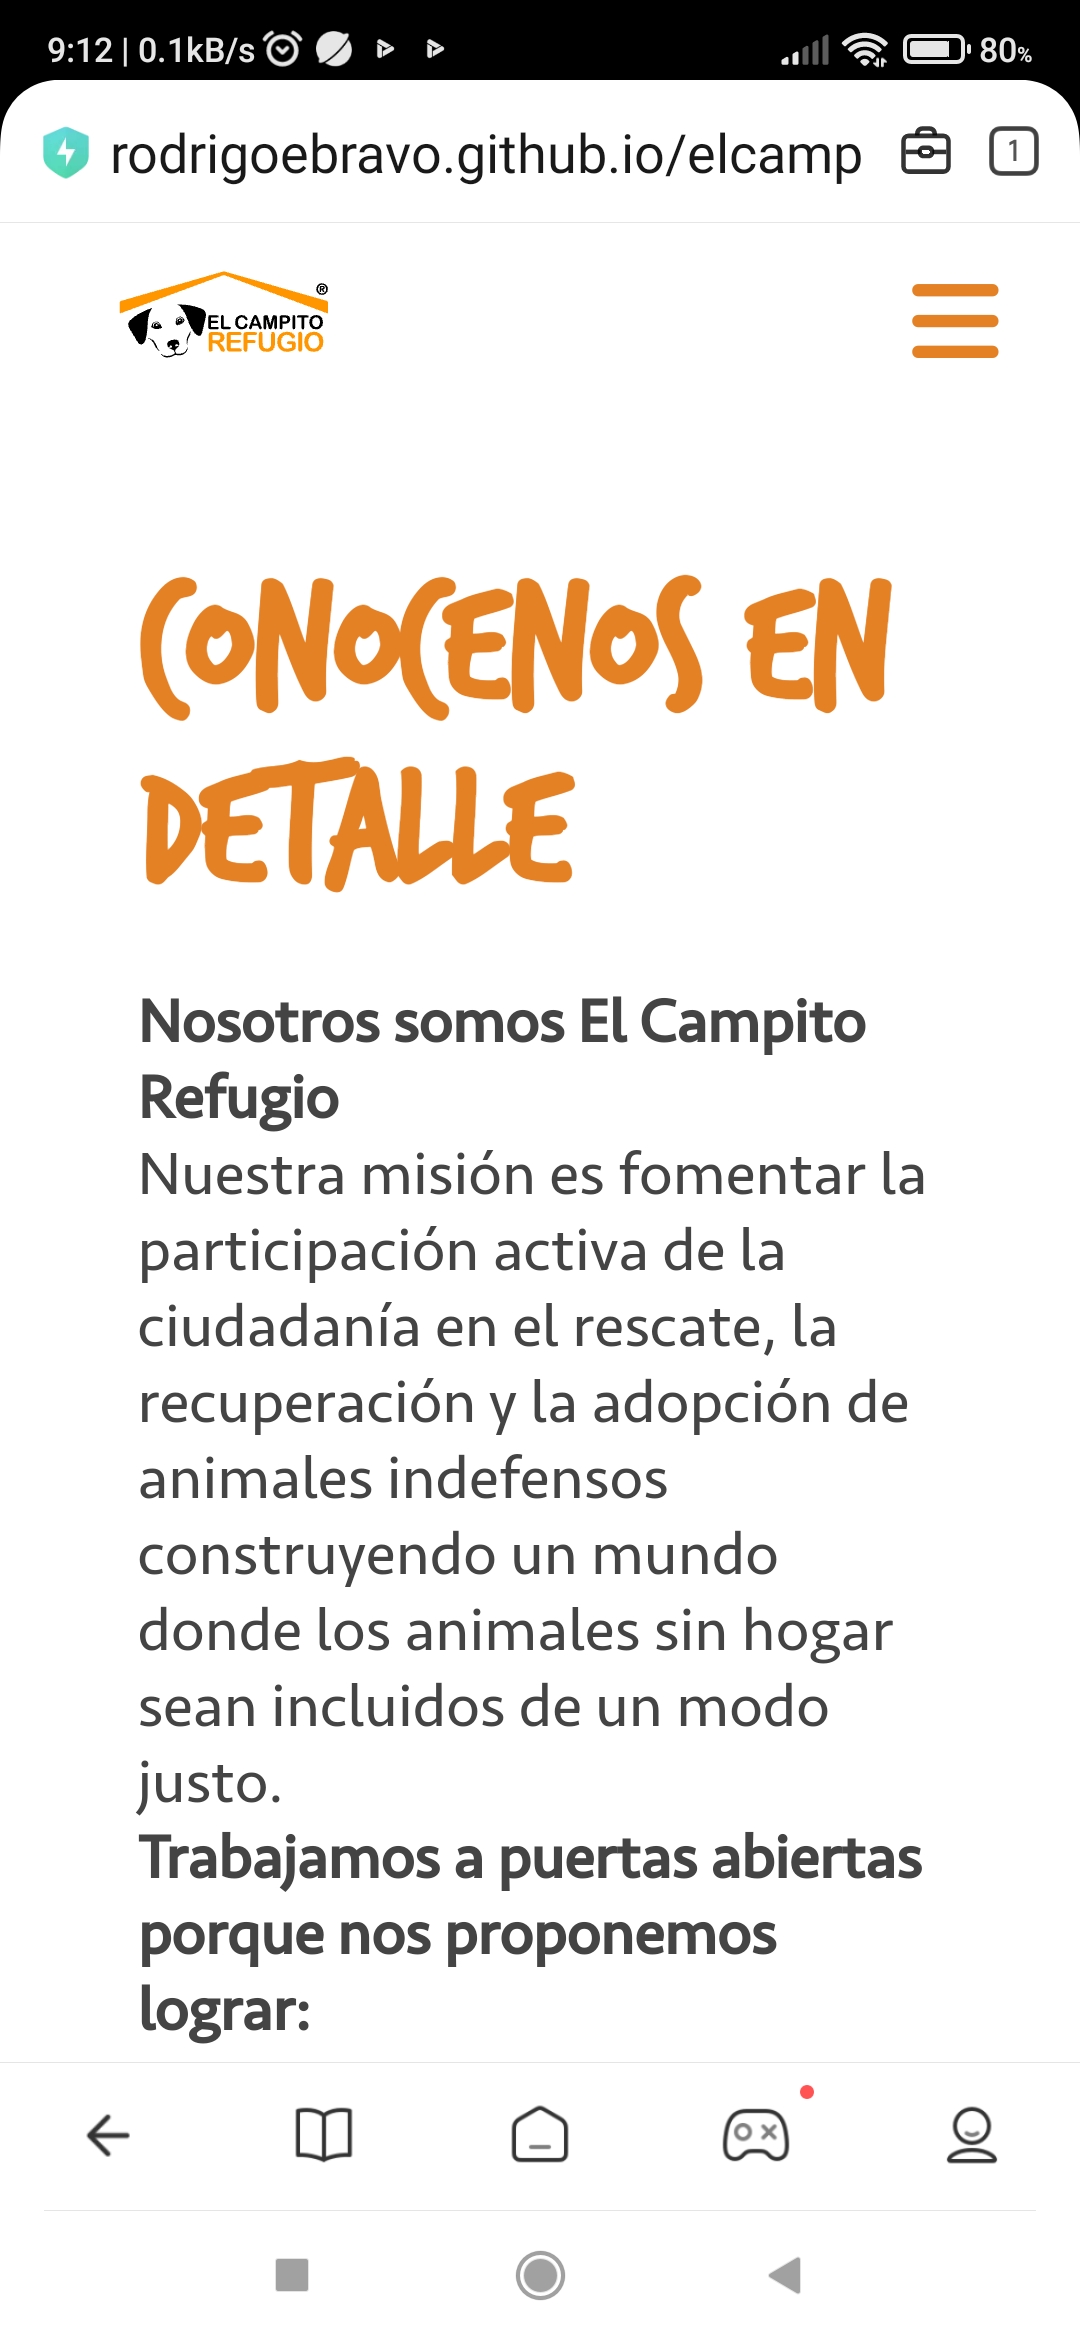 9:12 | 0.1kB/s 80%
rodrigoebravo.github.io/elcamp 1
®
EL CAMPITO
REFUGIO
CONOCENOS EN
DETALLE
Nosotros somos El Campito
Refugio
Nuestra misión es fomentar la
participación activa de la
ciudadanía en el rescate, la
recuperación y la adopción de
animales indefensos
construyendo un mundo
donde los animales sin hogar
sean incluidos de un modo
justo.
Trabajamos a puertas abiertas
porque nos proponemos
lograr: